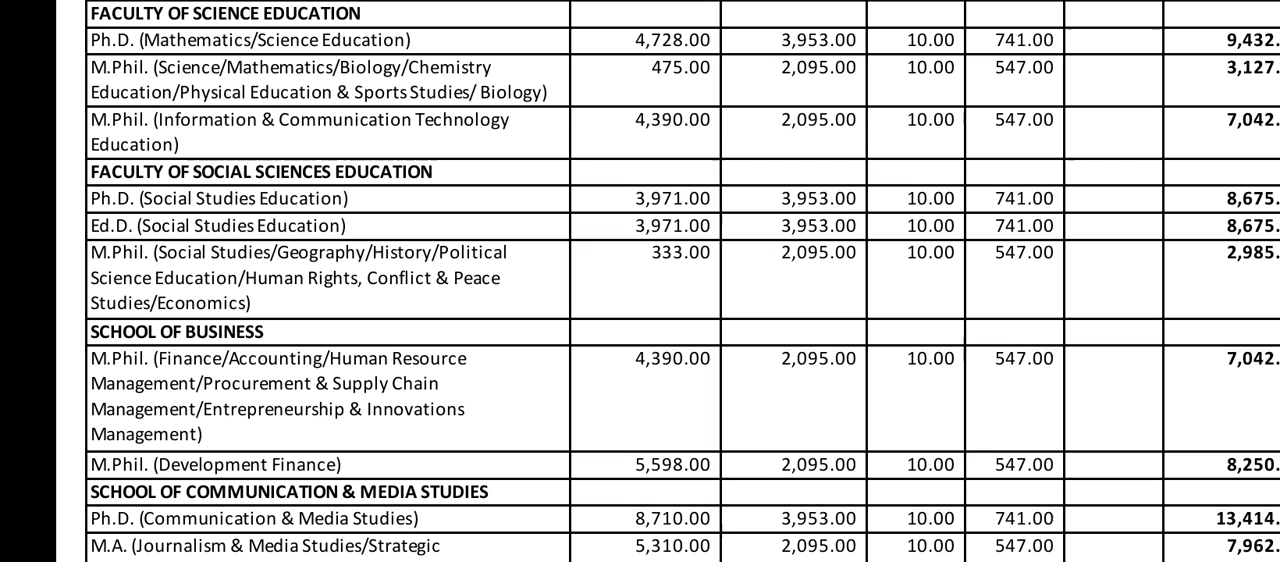 FACULTY OF SCIENCE EDUCATION
Ph.D. (Mathematics/Science Education) 4,728.00 3,953.00 10.00 741.00 9,432.
M.Phil. (Science/Mathematics/Biology/Chemistry 475.00 2,095.00 10.00 547.00 3,127.
Education/Physical Education & Sports Studies/ Biology)
M.Phil. (Information & Communication Technology 4,390.00 2,095.00 10.00 547.00 7,042.
Education)
FACULTY OF SOCIAL SCIENCES EDUCATION
Ph.D. (Social Studies Education) 3,971.00 3,953.00 10.00 741.00 8,675.
Ed.D. (Social Studies Education) 3,971.00 3,953.00 10.00 741.00 8,675.
M.Phil. (Social Studies/Geography/History/Political 333.00 2,095.00 10.00 547.00 2,985.
Science Education/Human Rights, Conflict & Peace
Studies/Economics)
SCHOOL OF BUSINESS
M.Phil. (Finance/Accounting/Human Resource 4,390.00 2,095.00 10.00 547.00 7,042.
Management/Procurement & Supply Chain
Management/Entrepreneurship & Innovations
Management)
M.Phil. (Development Finance) 5,598.00 2,095.00 10.00 547.00 8,250.
SCHOOL OF COMMUNICATION & MEDIA STUDIES
Ph.D. (Communication & Media Studies) 8,710.00 3,953.00 10.00 741.00 13,414.
M.A. (Journalism & Media Studies/Strategic 5,310.00 2,095.00 10.00 547.00 7,962.